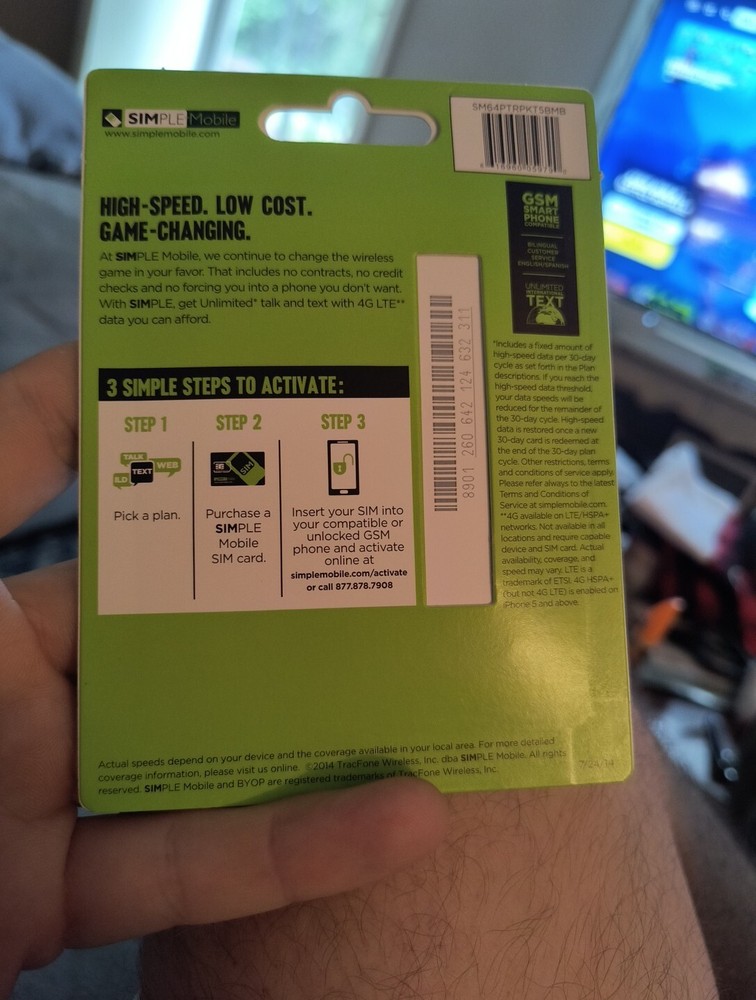 SIMPLE Mobile
www.simplemobile.com
SM64PTRPKT5BMB
HIGH-SPEED. LOW COST.
GAME-CHANGING.
At SIMPLE Mobile, we continue to change the wireless
game in your favor. That includes no contracts, no credit
checks and no forcing you into a phone you don't want.
With SIMPLE, get Unlimited* talk and text with 4G LTE**
data you can afford.
3 SIMPLE STEPS TO ACTIVATE:
STEP 1
TALK
TEXT
WEB
ILD
Pick a plan.
STEP 2
SIM
Purchase a
SIMPLE
Mobile
SIM card.
STEP 3
Insert your SIM into
your compatible or
unlocked GSM
phone and activate
online at
simplemobile.com/activate
or call 877.878.7908
8901 260 642 124 632 311
GSM
SMART
PHONE
COMPATIBLE
BILINGUAL
CUSTOMER
SERVICE
ENGLISH/SPANISH
UNLIMITED
INTERNATIONAL
TEXT
*Includes a fixed amount of
high-speed data per 30-day
cycle as set forth in the Plan
descriptions. If you reach the
high-speed data threshold,
your data speeds will be
reduced for the remainder of
the 30-day cycle. High-speed
data is restored once a new
30-day card is redeemed at
the end of the 30-day plan
cycle. Other restrictions, terms
and conditions of service apply.
Please refer always to the latest
Terms and Conditions of
Service at simplemobile.com.
**4G available on LTE/HSPA+
networks. Not available in all
locations and require capable
device and SIM card. Actual
availability, coverage, and
speed may vary. LTE is a
trademark of ETSI. 4G HSPA+
(but not 4G LTE) is enabled on
iPhone 5 and above.
Actual speeds depend on your device and the coverage available in your local area. For more detailed
coverage information, please visit us online. ©2014 TracFone Wireless, Inc. dba SIMPLE Mobile. All rights
reserved. SIMPLE Mobile and BYOP are registered trademarks of TracFone Wireless, Inc.
7/24/14